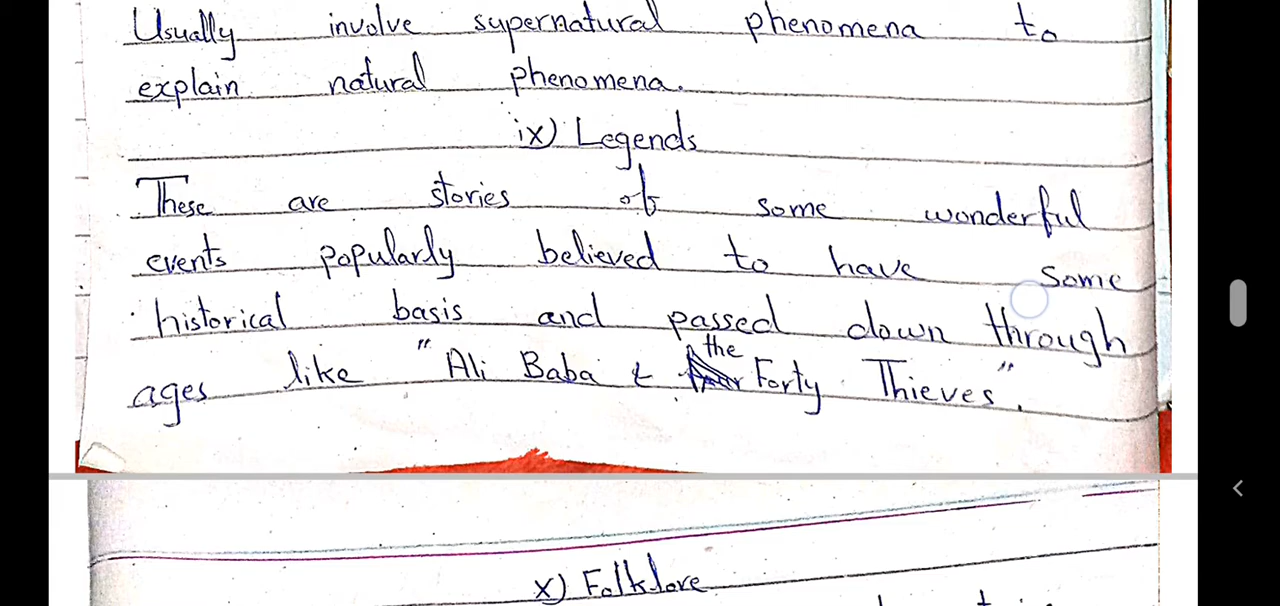 Usually involve supernatural phenomena to
explain natural phenomena.
ix) Legends
These are stories of some wonderful
events popularly believed to have some
historical basis and passed down through
ages like "Ali Baba & the Forty Thieves".
x) Folklore